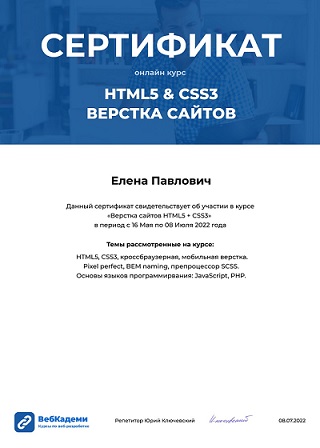 СЕРТИФИКАТ
онлайн курс
HTML5 & CSS3
ВЕРСТКА САЙТОВ
Елена Павлович
Данный сертификат свидетельствует об участии в курсе
«Верстка сайтов HTML5 + CSS3»
в период с 16 Мая по 08 Июля 2022 года
Темы рассмотренные на курсе:
HTML5, CSS3, кроссбраузерная, мобильная верстка.
Pixel perfect, BEM naming, препроцессор SCSS.
Основы языков программирвания: JavaScript, PHP.
ВебКадеми
Курсы по веб разработке
Репетитор Юрий Ключевский
08.07.2022